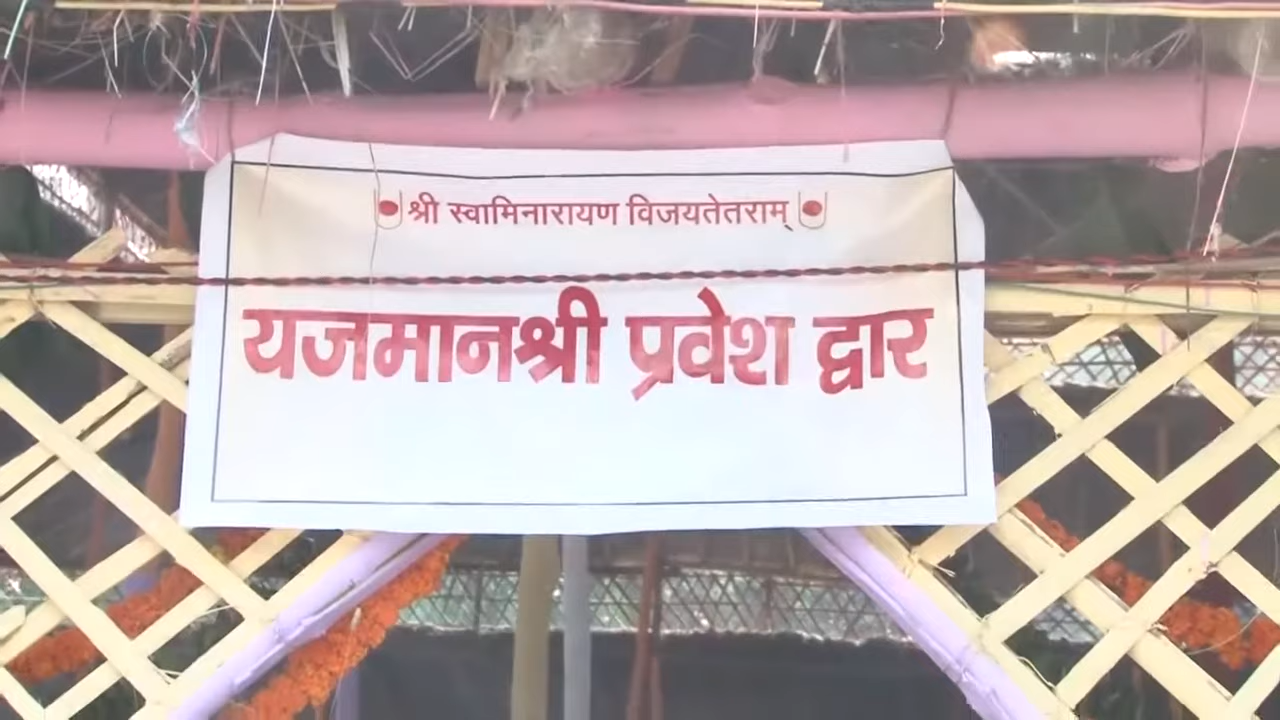 श्री स्वामिनारायण विजयतेतराम्
यजमानश्री प्रवेश द्वार